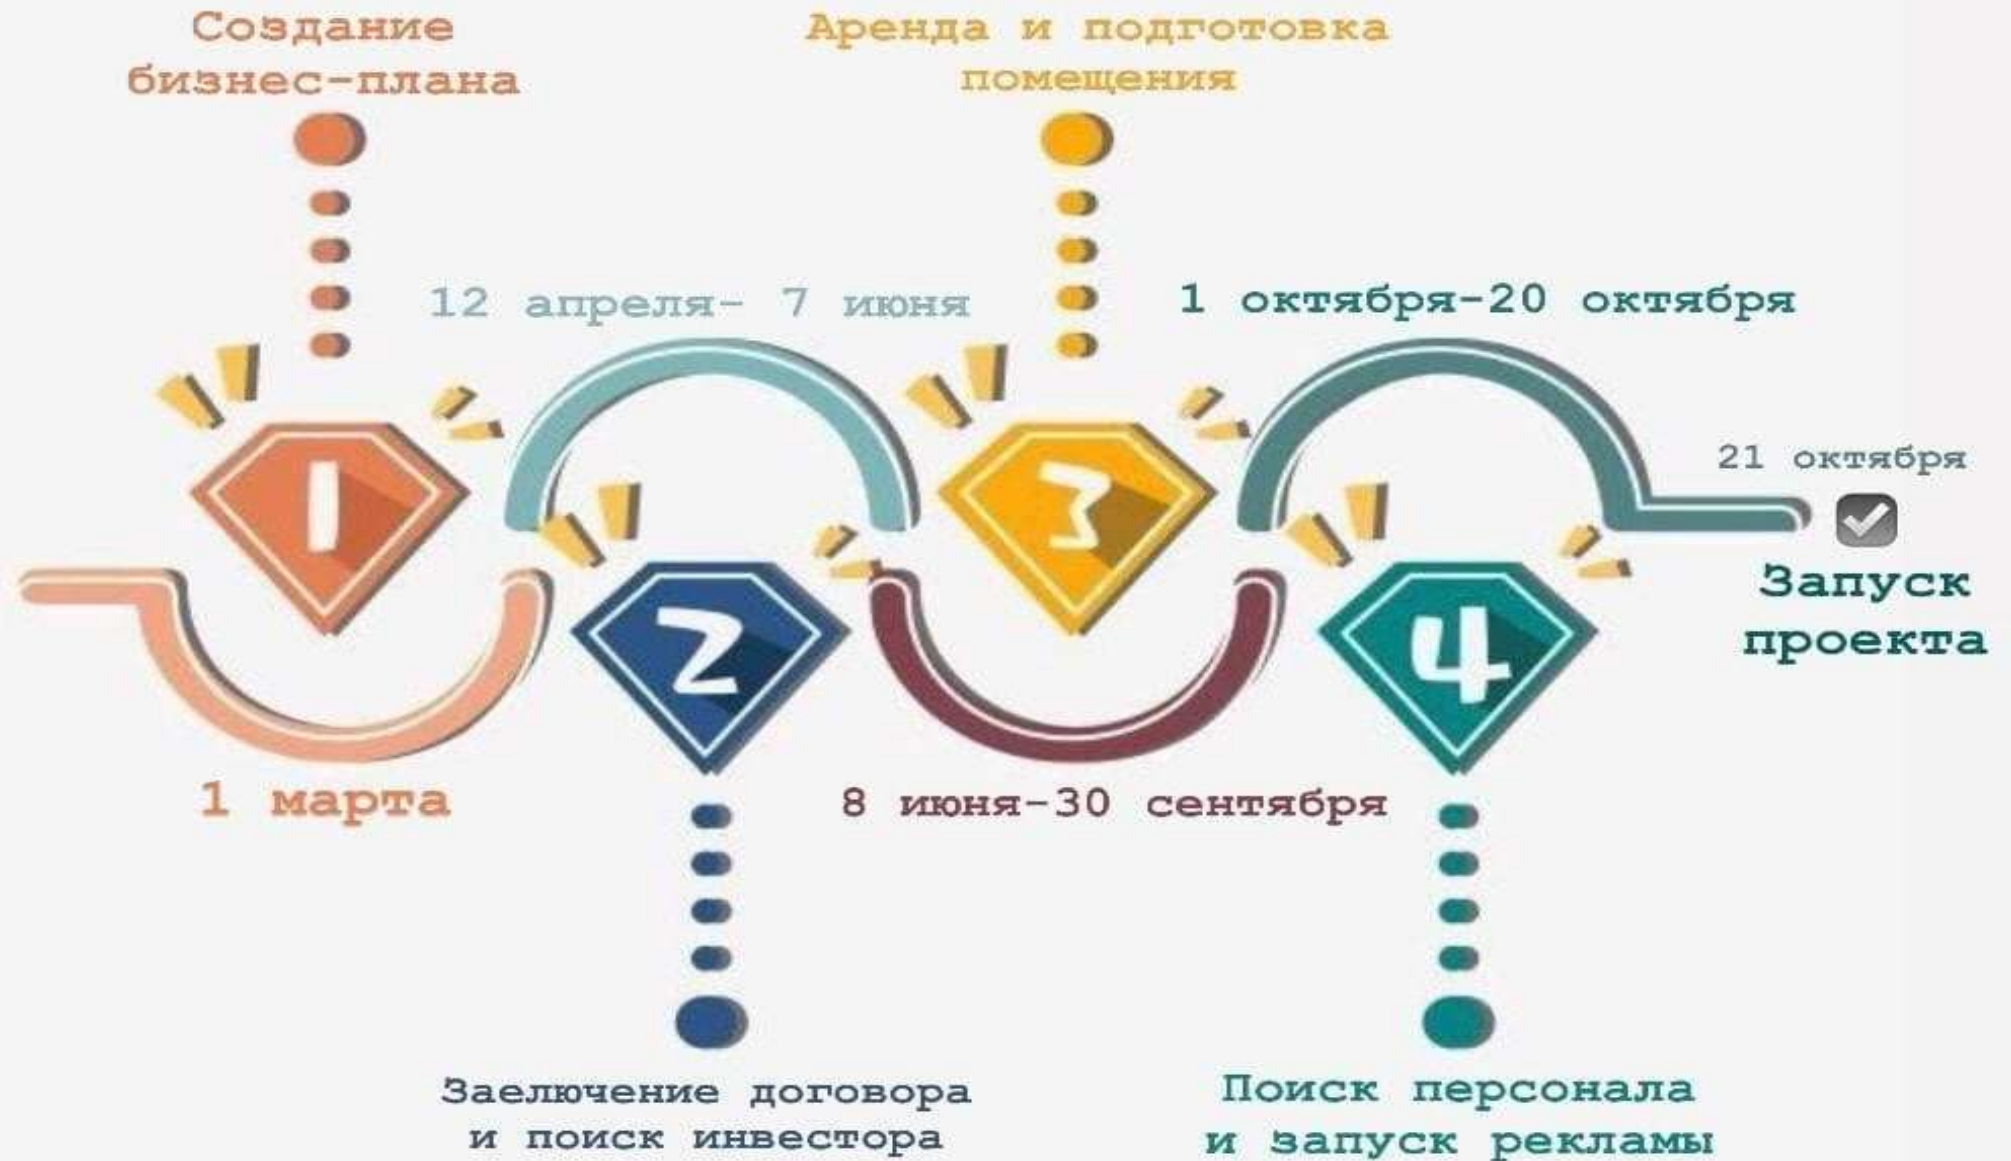 Создание
бизнес-плана
Аренда и подготовка
помещения
12 апреля- 7 июня
1 октября-20 октября
1
3
21 октября
2
4
Запуск
проекта
1 марта
8 июня-30 сентября
Заелючение договора
и поиск инвестора
Поиск персонала
и запуск рекламы